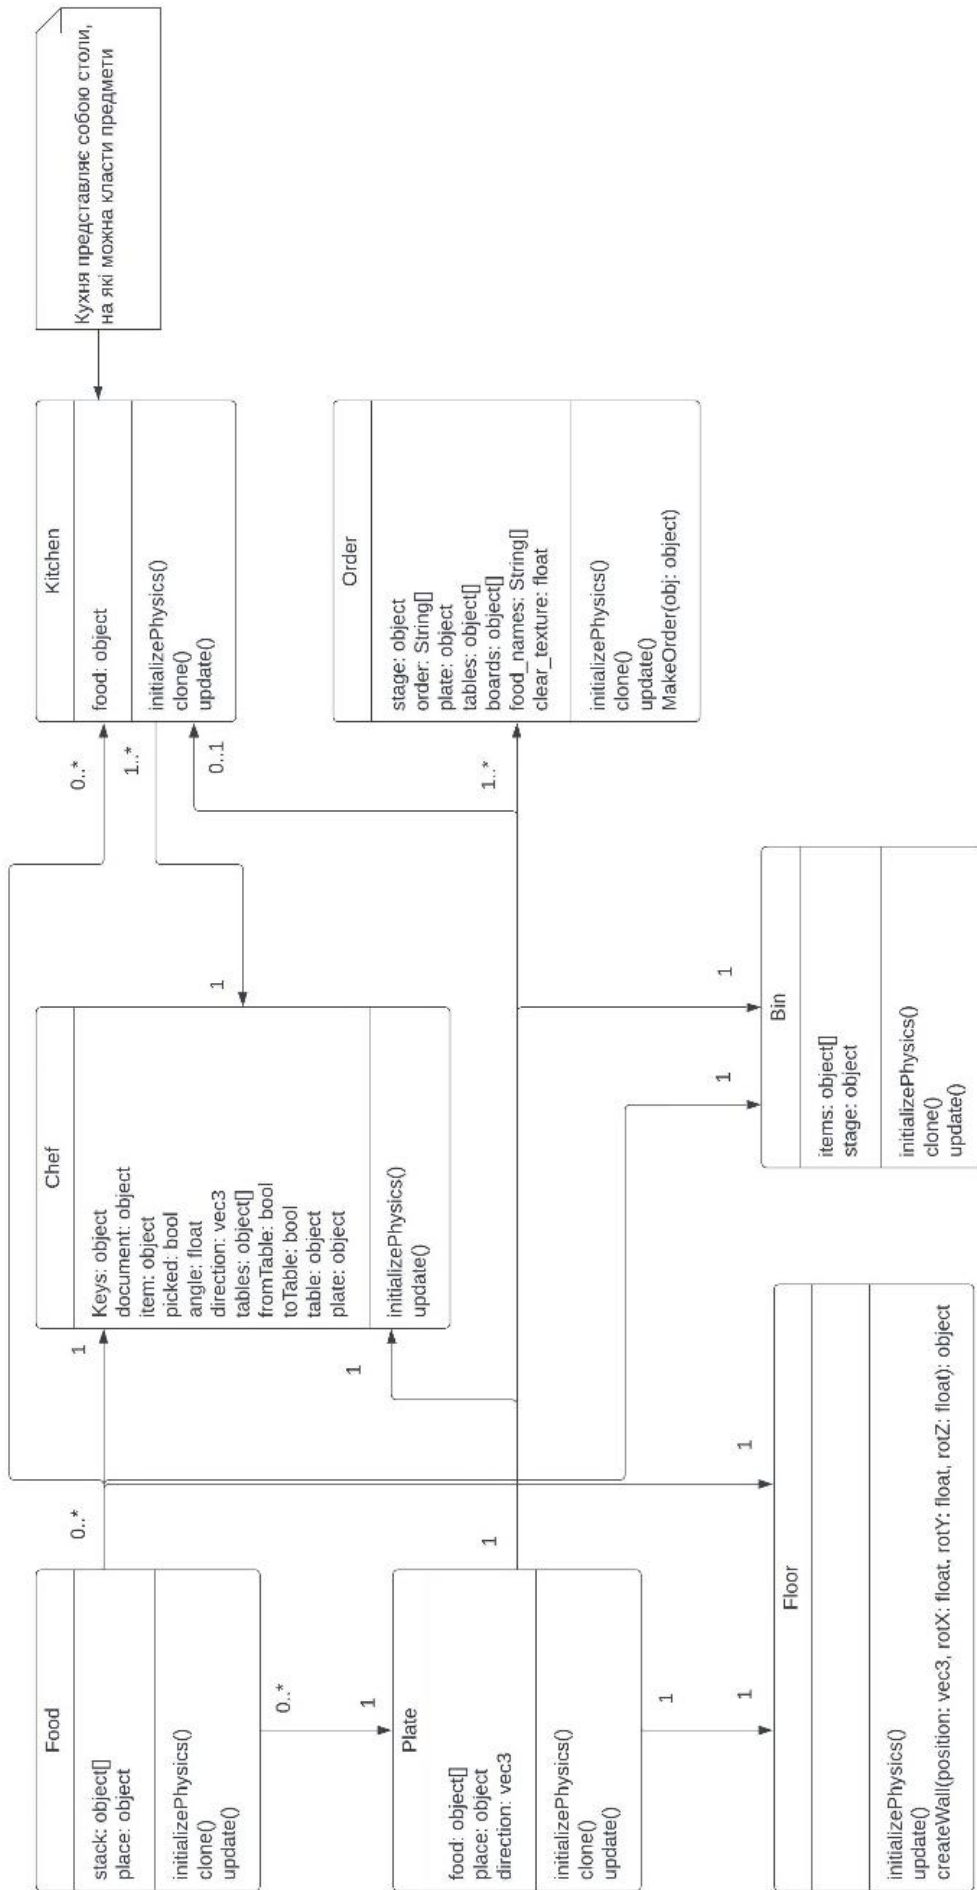 Food
stack: object[]
place: object
initializePhysics()
clone()
update()
0..*
1
Chef
Keys: object
document: object
item: object
picked: bool
angle: float
direction: vec3
tables: object[]
fromTable: bool
toTable: bool
table: object
plate: object
initializePhysics()
update()
1
0..*
1..*
0..1
Kitchen
food: object
initializePhysics()
clone()
update()
Кухня представляє собою столи,
на які можна класти предмети
0..*
1
Plate
food: object[]
place: object
direction: vec3
initializePhysics()
clone()
update()
1
1
1..*
Order
stage: object
order: String[]
plate: object
tables: object[]
boards: object[]
food_names: String[]
clear_texture: float
initializePhysics()
clone()
update()
MakeOrder(obj: object)
1
1
1
Floor
initializePhysics()
update()
createWall(position: vec3, rotX: float, rotY: float, rotZ: float): object
1
1
Bin
items: object[]
stage: object
initializePhysics()
clone()
update()